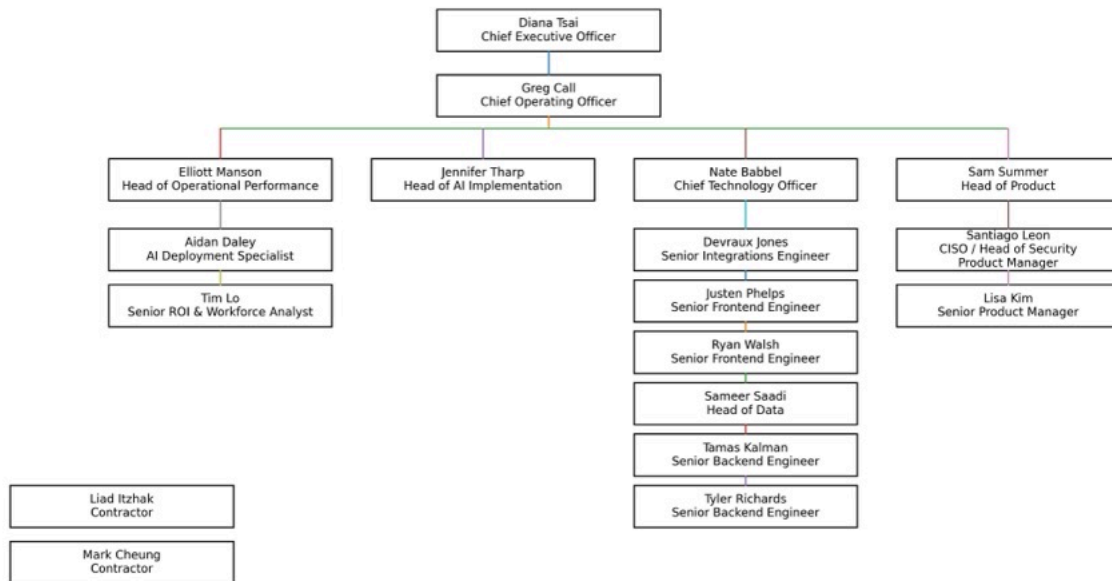 Diana Tsai
Chief Executive Officer
Greg Call
Chief Operating Officer
Elliott Manson
Head of Operational Performance
Jennifer Tharp
Head of AI Implementation
Nate Babbel
Chief Technology Officer
Sam Summer
Head of Product
Aidan Daley
AI Deployment Specialist
Tim Lo
Senior ROI & Workforce Analyst
Devraux Jones
Senior Integrations Engineer
Justen Phelps
Senior Frontend Engineer
Ryan Walsh
Senior Frontend Engineer
Sameer Saadi
Head of Data
Tamas Kalman
Senior Backend Engineer
Tyler Richards
Senior Backend Engineer
Santiago Leon
CISO / Head of Security
Product Manager
Lisa Kim
Senior Product Manager
Liad Itzhak
Contractor
Mark Cheung
Contractor